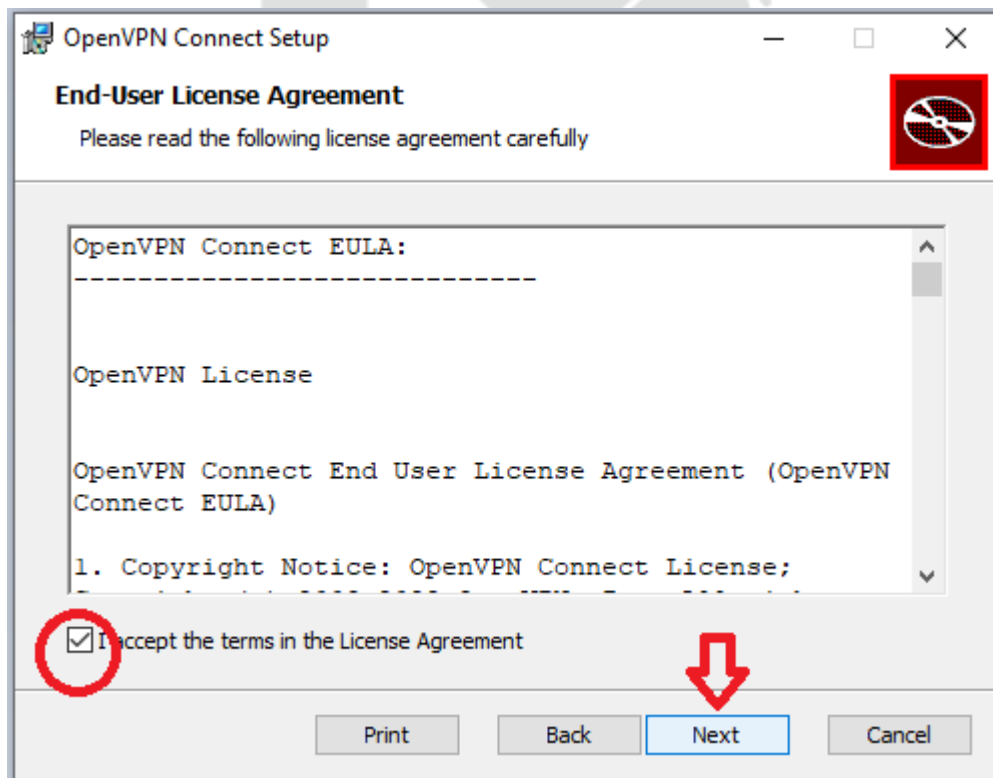 OpenVPN Connect Setup
End-User License Agreement
Please read the following license agreement carefully
OpenVPN Connect EULA:
-----------------------------
OpenVPN License
OpenVPN Connect End User License Agreement (OpenVPN
Connect EULA)
1. Copyright Notice: OpenVPN Connect License;
I accept the terms in the License Agreement
Print Back Next Cancel